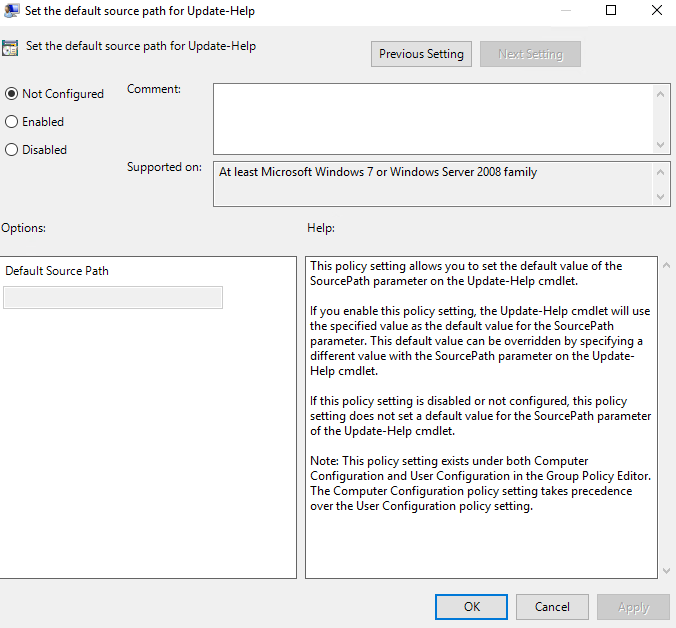 Set the default source path for Update-Help
Set the default source path for Update-Help
Previous Setting
Next Setting
Not Configured
Enabled
Disabled
Comment:
Supported on:
At least Microsoft Windows 7 or Windows Server 2008 family
Options:
Help:
Default Source Path
This policy setting allows you to set the default value of the
SourcePath parameter on the Update-Help cmdlet.
If you enable this policy setting, the Update-Help cmdlet will use
the specified value as the default value for the SourcePath
parameter. This default value can be overridden by specifying a
different value with the SourcePath parameter on the Update-
Help cmdlet.
If this policy setting is disabled or not configured, this policy
setting does not set a default value for the SourcePath parameter
of the Update-Help cmdlet.
Note: This policy setting exists under both Computer
Configuration and User Configuration in the Group Policy Editor.
The Computer Configuration policy setting takes precedence
over the User Configuration policy setting.
OK
Cancel
Apply